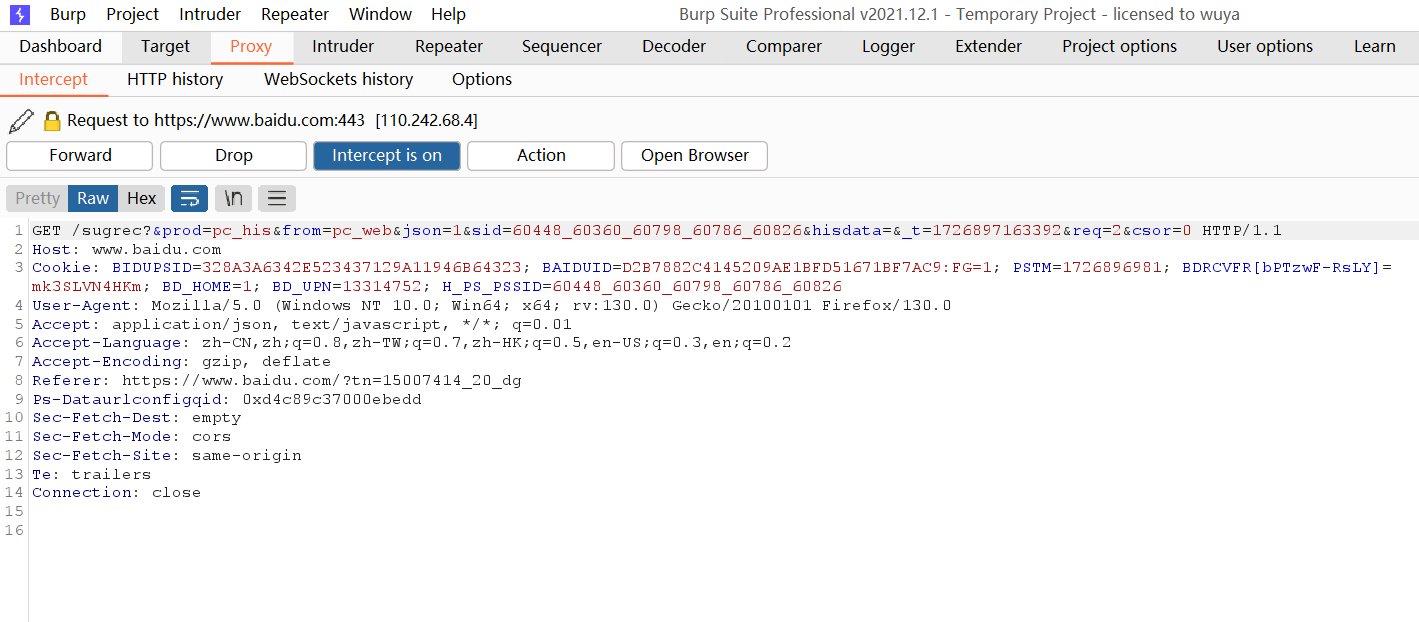 Burp Project Intruder Repeater Window Help Burp Suite Professional v2021.12.1 - Temporary Project - licensed to wuya
Dashboard Target Proxy Intruder Repeater Sequencer Decoder Comparer Logger Extender Project options User options Learn
Intercept HTTP history WebSockets history Options
Request to https://www.baidu.com:443 [110.242.68.4]
Forward Drop Intercept is on Action Open Browser
Pretty Raw Hex \n
1 GET /sugrec?&prod=pc_his&from=pc_web&json=1&sid=60448_60360_60798_60786_60826&hisdata=&_t=1726897163392&req=2&csor=0 HTTP/1.1
2 Host: www.baidu.com
3 Cookie: BIDUPSID=328A3A6342E523437129A11946B64323; BAIDUID=D2B7882C4145209AE1BFD51671BF7AC9:FG=1; PSTM=1726896981; BDRCVFR[bPTzwF-RsLY]=
mk3SLVN4HKm; BD_HOME=1; BD_UPN=13314752; H_PS_PSSID=60448_60360_60798_60786_60826
4 User-Agent: Mozilla/5.0 (Windows NT 10.0; Win64; x64; rv:130.0) Gecko/20100101 Firefox/130.0
5 Accept: application/json, text/javascript, */*; q=0.01
6 Accept-Language: zh-CN,zh;q=0.8,zh-TW;q=0.7,zh-HK;q=0.5,en-US;q=0.3,en;q=0.2
7 Accept-Encoding: gzip, deflate
8 Referer: https://www.baidu.com/?tn=15007414_20_dg
9 Ps-Dataurlconfigqid: 0xd4c89c37000ebedd
10 Sec-Fetch-Dest: empty
11 Sec-Fetch-Mode: cors
12 Sec-Fetch-Site: same-origin
13 Te: trailers
14 Connection: close
15
16